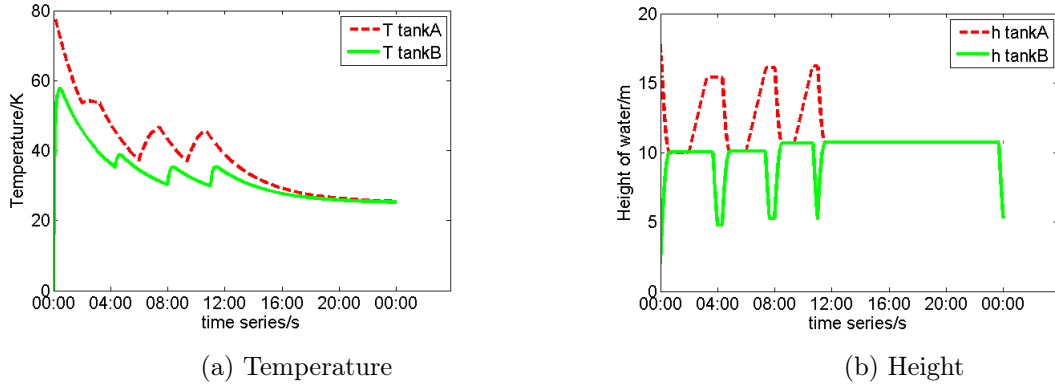 80
60
40
20
0
Temperature/K
T tankA
T tankB
00:00 04:00 08:00 12:00 16:00 20:00 00:00
time series/s
(a) Temperature
20
15
10
5
0
Height of water/m
h tankA
h tankB
00:00 04:00 08:00 12:00 16:00 20:00 00:00
time series/s
(b) Height